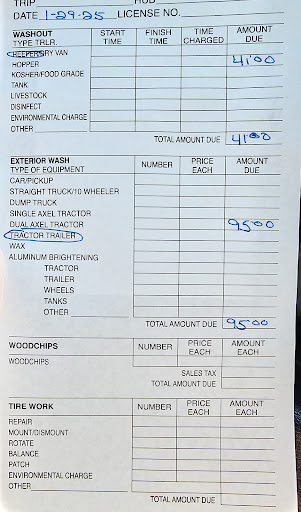 TRIP HUB
DATE 1-29-25 LICENSE NO.
WASHOUT START FINISH TIME AMOUNT
TYPE TRLR. TIME TIME CHARGED DUE
REEFER/DRY VAN 41 00
HOPPER
KOSHER/FOOD GRADE
TANK
LIVESTOCK
DISINFECT
ENVIRONMENTAL CHARGE
OTHER
TOTAL AMOUNT DUE 41 00
EXTERIOR WASH NUMBER PRICE AMOUNT
TYPE OF EQUIPMENT EACH DUE
CAR/PICKUP
STRAIGHT TRUCK/10 WHEELER
DUMP TRUCK
SINGLE AXEL TRACTOR
DUAL AXEL TRACTOR 95 00
TRACTOR TRAILER
WAX
ALUMINUM BRIGHTENING
TRACTOR
TRAILER
WHEELS
TANKS
OTHER
TOTAL AMOUNT DUE 95 00
WOODCHIPS NUMBER PRICE AMOUNT
EACH EACH
WOODCHIPS
SALES TAX
TOTAL AMOUNT DUE
TIRE WORK NUMBER PRICE AMOUNT
EACH EACH
REPAIR
MOUNT/DISMOUNT
ROTATE
BALANCE
PATCH
ENVIRONMENTAL CHARGE
OTHER
TOTAL AMOUNT DUE